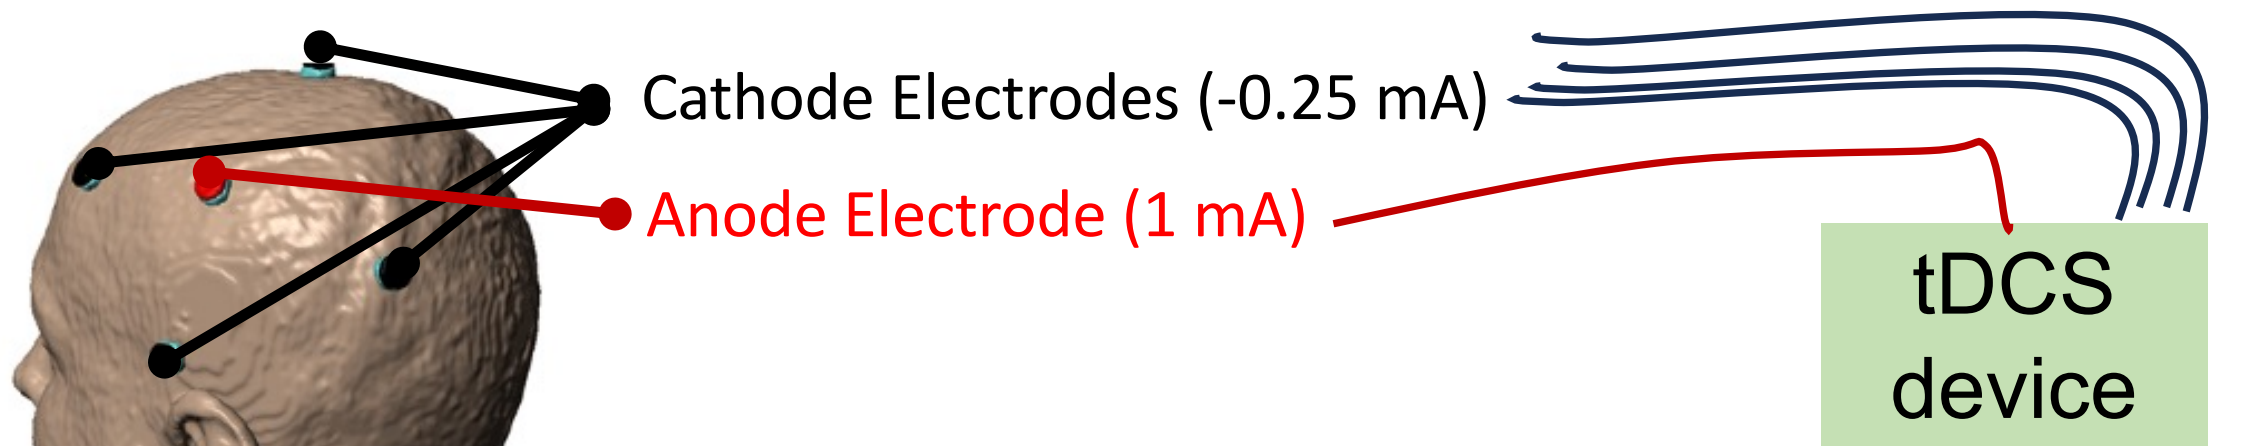 Cathode Electrodes (-0.25 mA)
Anode Electrode (1 mA)
tDCS
device